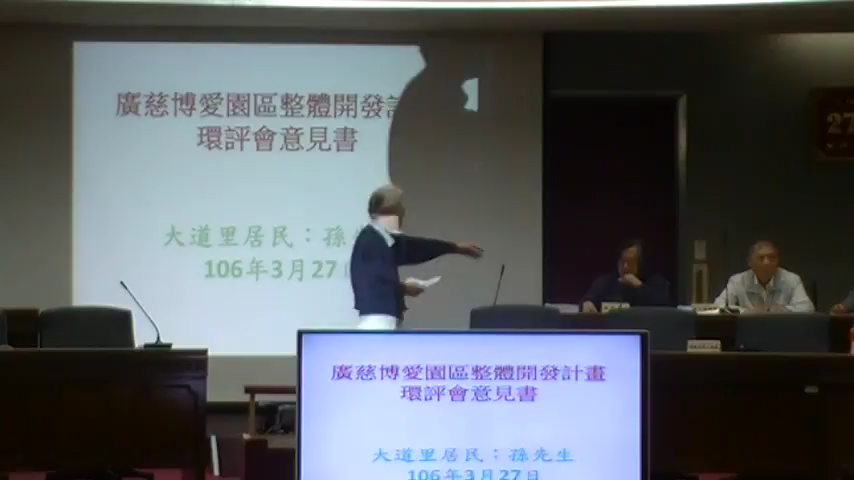 廣慈博愛園區整體開發
環評會意見書
大道里居民：孫
106年3月27
27
廣慈博愛園區整體開發計畫
環評會意見書
大道里居民：孫先生
106年3月27日